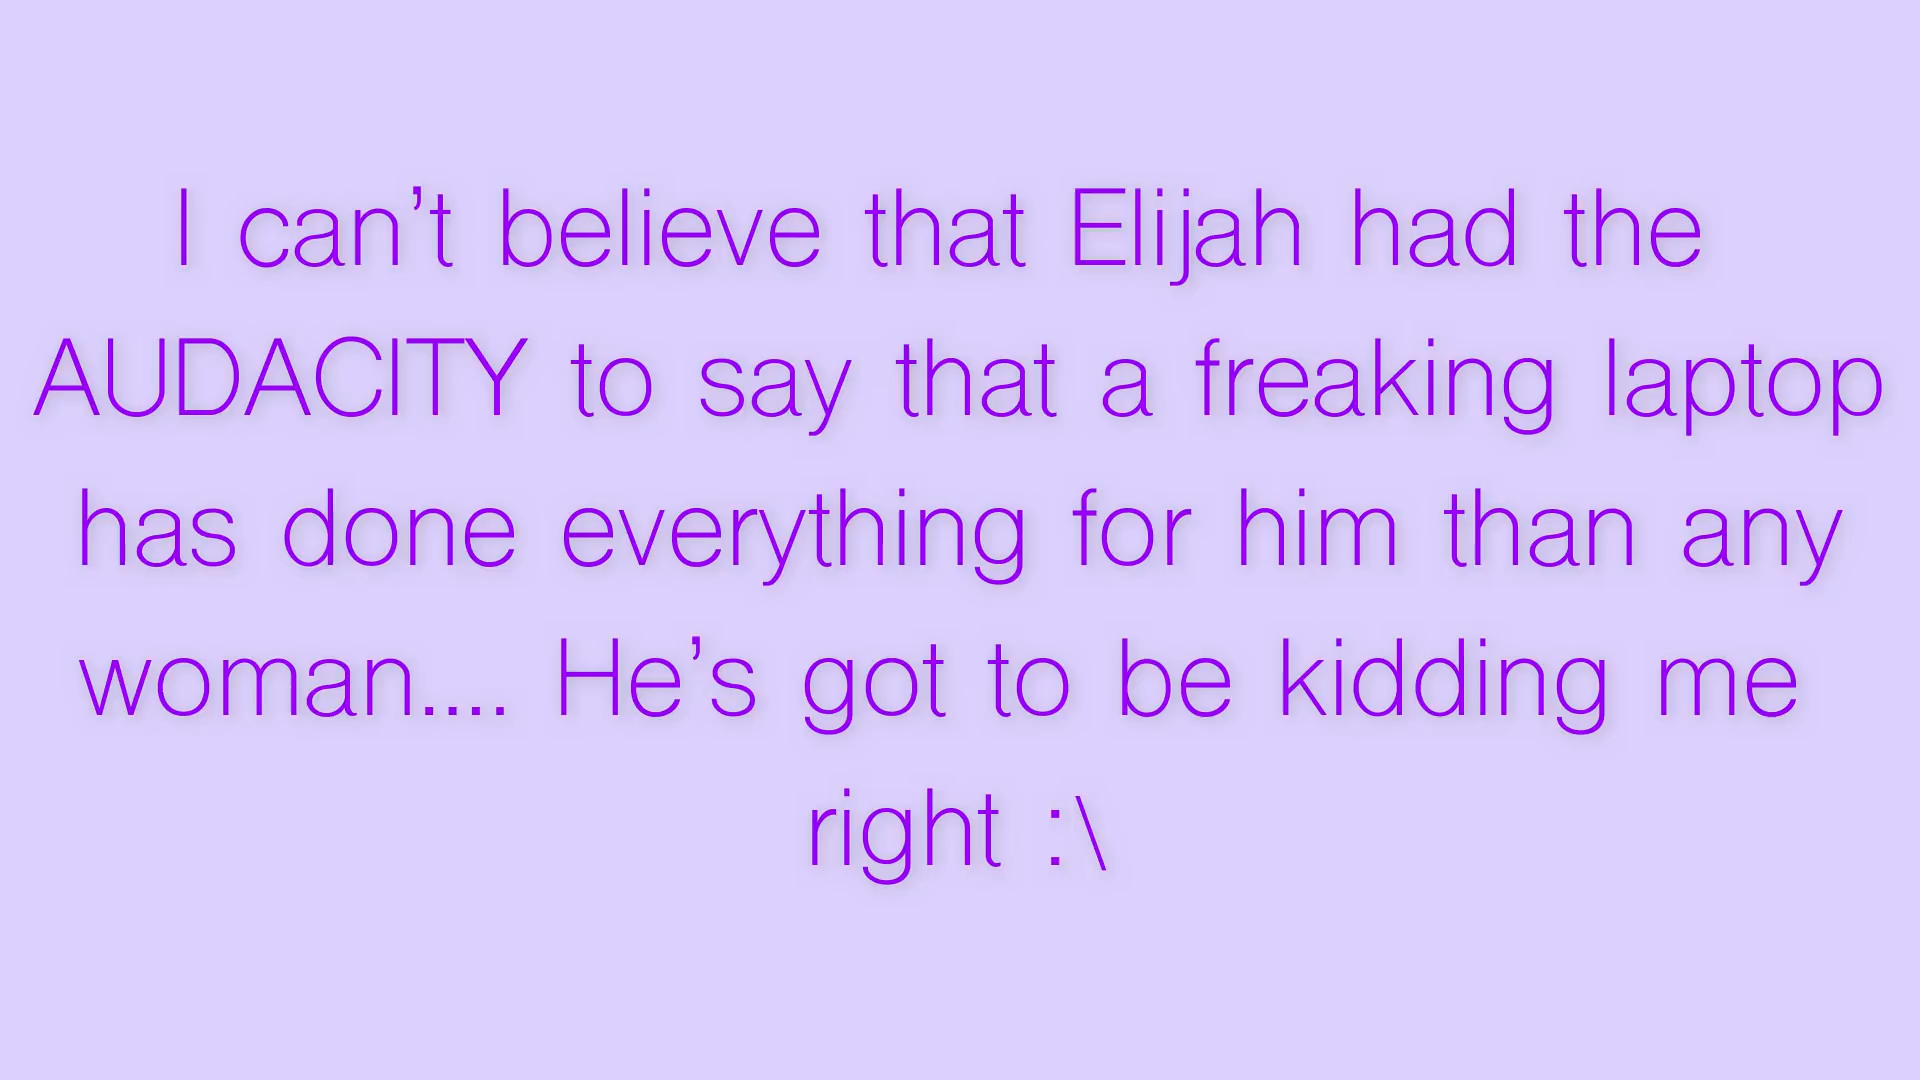 I can’t believe that Elijah had the
AUDACITY to say that a freaking laptop
has done everything for him than any
woman.... He’s got to be kidding me
right :\